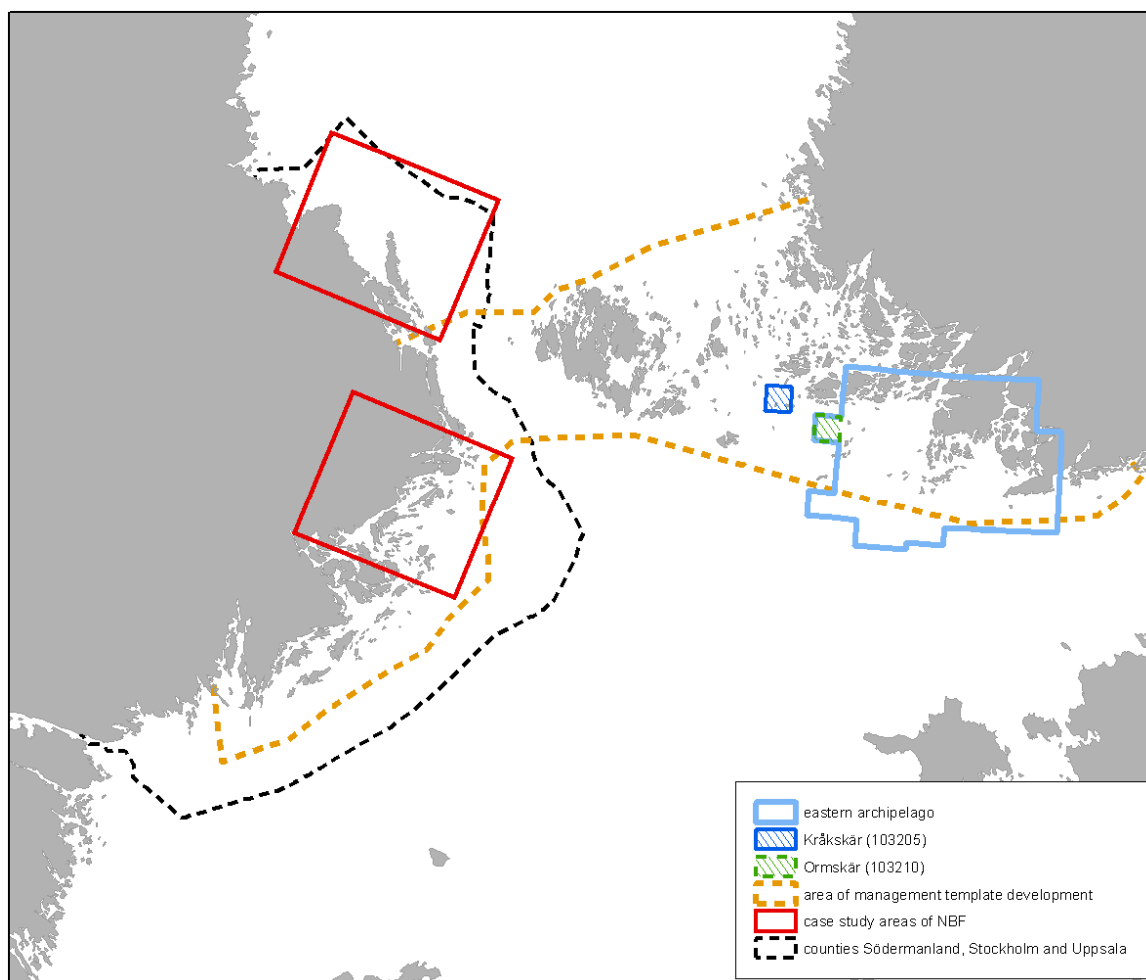 eastern archipelago
Kråkskär (103205)
Ormskär (103210)
area of management template development
case study areas of NBF
counties Södermanland, Stockholm and Uppsala